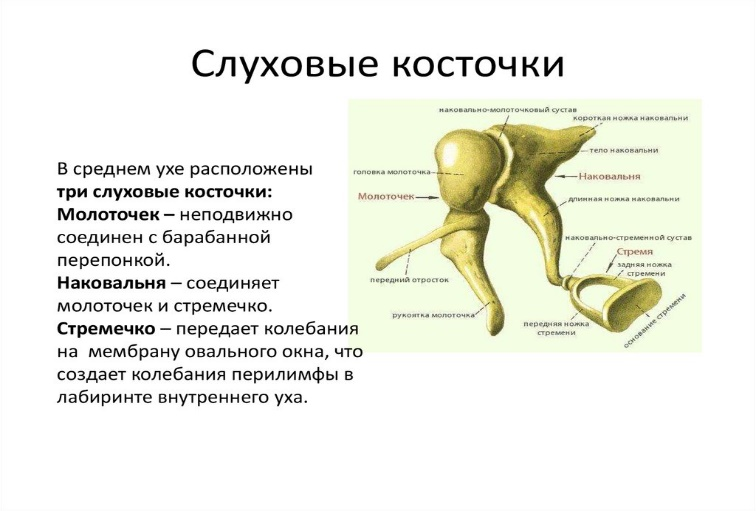 Слуховые косточки
В среднем ухе расположены
три слуховые косточки:
Молоточек – неподвижно
соединен с барабанной
перепонкой.
Наковальня – соединяет
молоточек и стремечко.
Стремечко – передает колебания
на  мембрану овального окна, что
создает колебания перилимфы в
лабиринте внутреннего уха.
наковально-молоточковый сустав
короткая ножка наковальни
тело наковальни
головка молоточка
Наковальня
Молоточек
длинная ножка наковальни
наковально-стременной сустав
Стремя
задняя ножка
стремени
передний отросток
рукоятка молоточка
передняя ножка
стремени
основание стремени